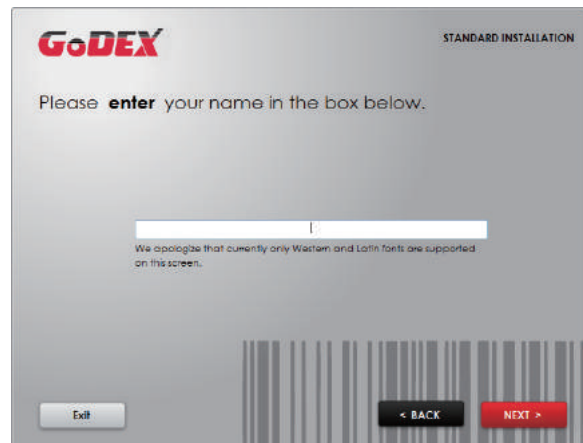 GoDEX
STANDARD INSTALLATION
Please enter your name in the box below.
We apologize that currently only Western and Latin fonts are supported
on this screen.
Exit
< BACK
NEXT >